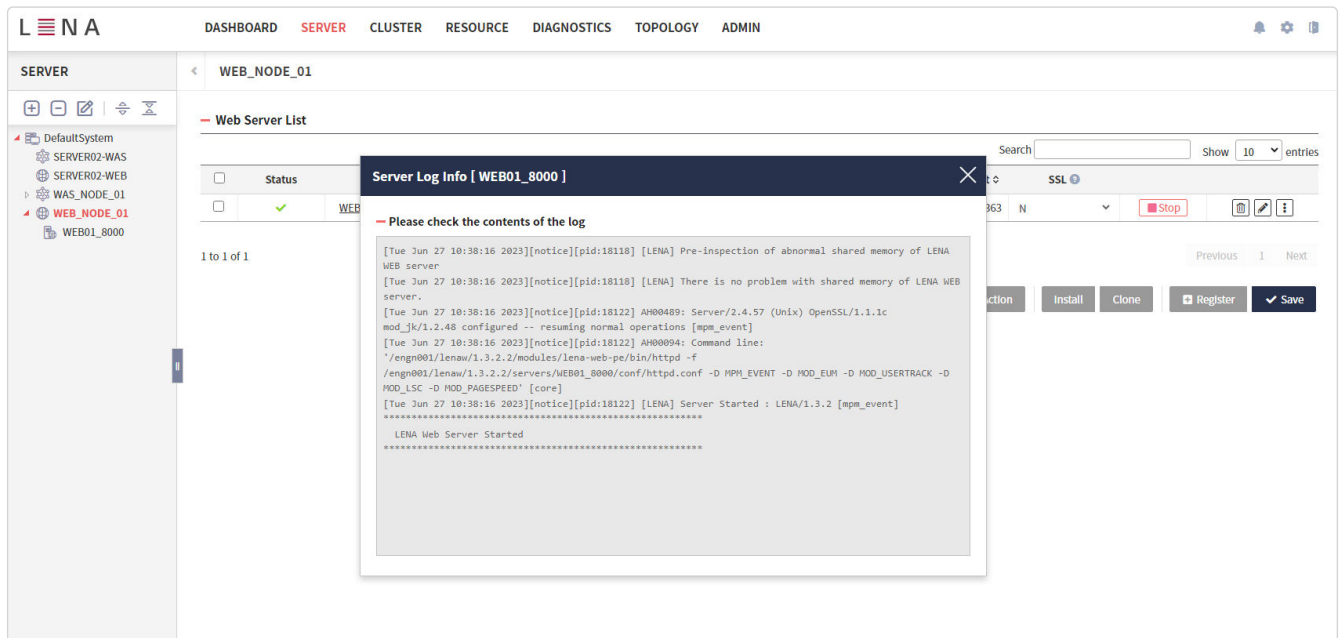 LENA
DASHBOARD SERVER CLUSTER RESOURCE DIAGNOSTICS TOPOLOGY ADMIN
SERVER
WEB_NODE_01
DefaultSystem
SERVER02-WAS
SERVER02-WEB
WAS_NODE_01
WEB_NODE_01
WEB01_8000
Web Server List
Search Show 10 entries
Status SSL
WEB 363 N Stop
1 to 1 of 1
Previous 1 Next
Install Clone Register Save
Server Log Info [ WEB01_8000 ]
Please check the contents of the log
[Tue Jun 27 10:38:16 2023][notice][pid:18118] [LENA] Pre-inspection of abnormal shared memory of LENA
WEB server
[Tue Jun 27 10:38:16 2023][notice][pid:18118] [LENA] There is no problem with shared memory of LENA WEB
server.
[Tue Jun 27 10:38:16 2023][notice][pid:18122] AH00489: Server/2.4.57 (Unix) OpenSSL/1.1.1c
mod_jk/1.2.48 configured -- resuming normal operations [mpm_event]
[Tue Jun 27 10:38:16 2023][notice][pid:18122] AH00094: Command line:
'/engn001/lenaw/1.3.2.2/modules/lena-web-pe/bin/httpd -f
/engn001/lenaw/1.3.2.2/servers/WEB01_8000/conf/httpd.conf -D MPM_EVENT -D MOD_EUM -D MOD_USERTRACK -D
MOD_LSC -D MOD_PAGESPEED' [core]
[Tue Jun 27 10:38:16 2023][notice][pid:18122] [LENA] Server Started : LENA/1.3.2 [mpm_event]
*********************************************************
LENA Web Server Started
*********************************************************